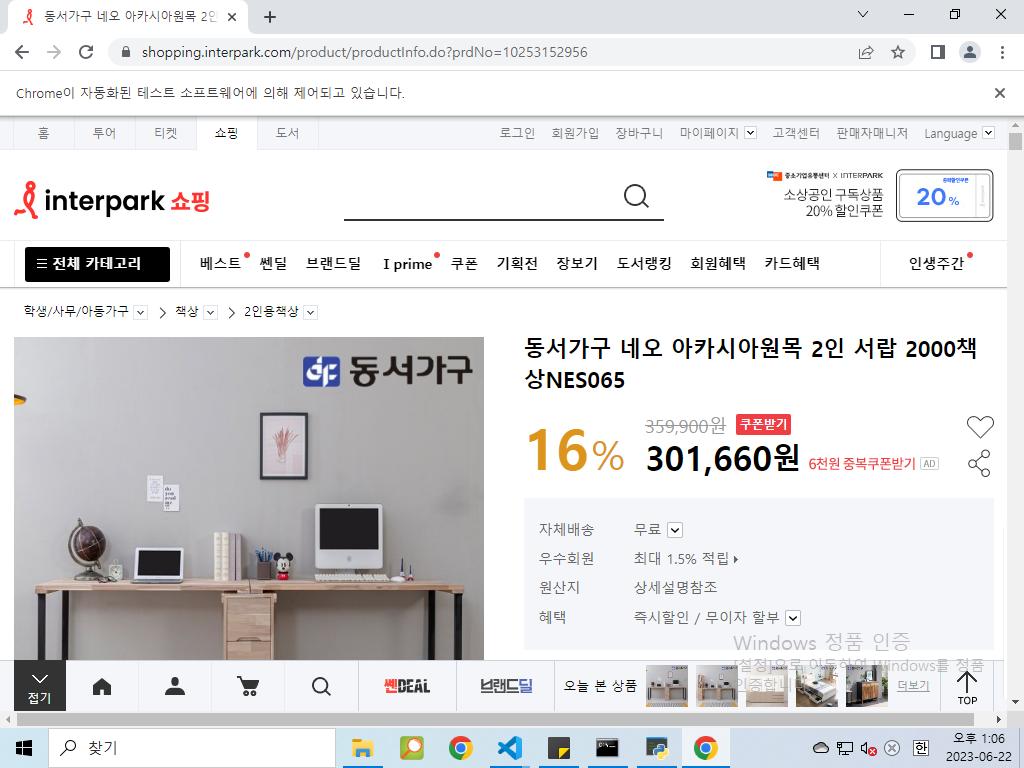 동서가구 네오 아카시아원목 2인
shopping.interpark.com/product/productInfo.do?prdNo=10253152956
Chrome이 자동화된 테스트 소프트웨어에 의해 제어되고 있습니다.
홈 투어 티켓 쇼핑 도서 로그인 회원가입 장바구니 마이페이지 고객센터 판매자매니저 Language
interpark 쇼핑
중소기업유통센터 X INTERPARK
소상공인 구독상품
20% 할인쿠폰
20%
전체 카테고리 베스트 쎈딜 브랜드딜 I prime 쿠폰 기획전 장보기 도서랭킹 회원혜택 카드혜택 인생주간
학생/사무/아동가구 책상 2인용책상
동서가구
동서가구 네오 아카시아원목 2인 서랍 2000책
상NES065
16%
359,900원 쿠폰받기
301,660원 6천원 중복쿠폰받기 AD
자체배송 무료
우수회원 최대 1.5% 적립
원산지 상세설명참조
혜택 즉시할인 / 무이자 할부
Windows 정품 인증
[설정]으로 이동하여 Windows를 정품
인증합니다
접기 쎈DEAL 브랜드딜 오늘 본 상품 더보기 TOP
찾기
한
오후 1:06
2023-06-22